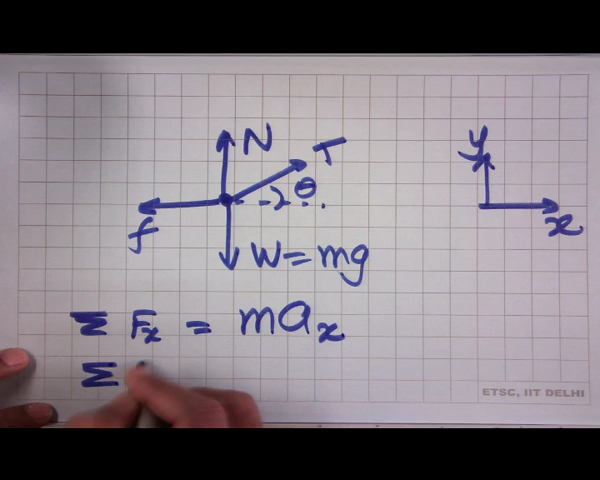 N
T
θ
y
f
x
W = mg
Σ Fx = max
Σ
ETSC, IIT DELHI